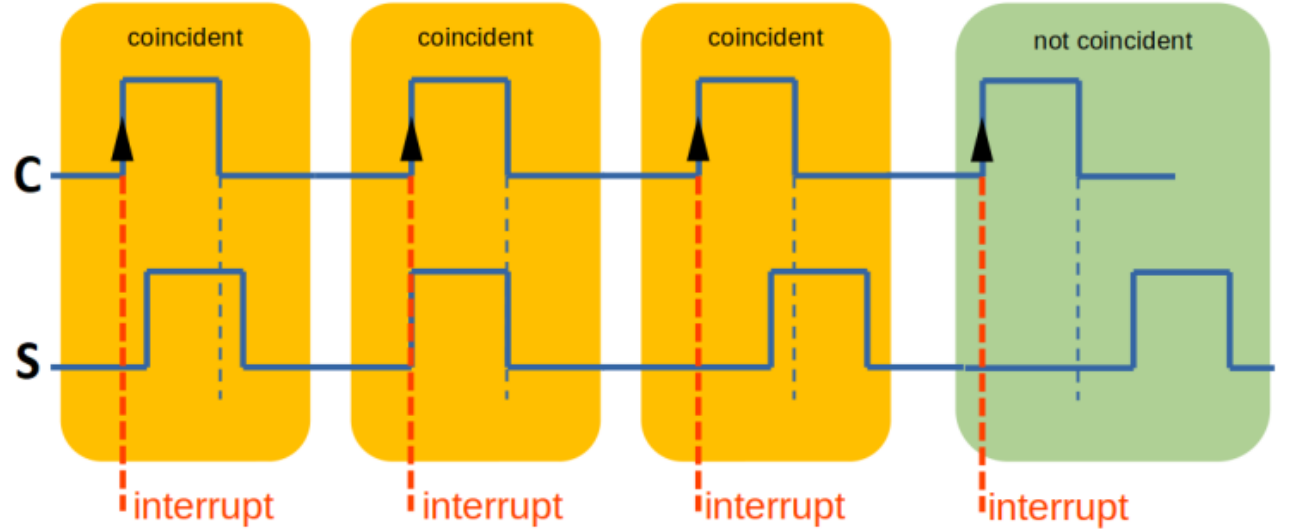 coincident
coincident
coincident
not coincident
C
S
interrupt
interrupt
interrupt
interrupt